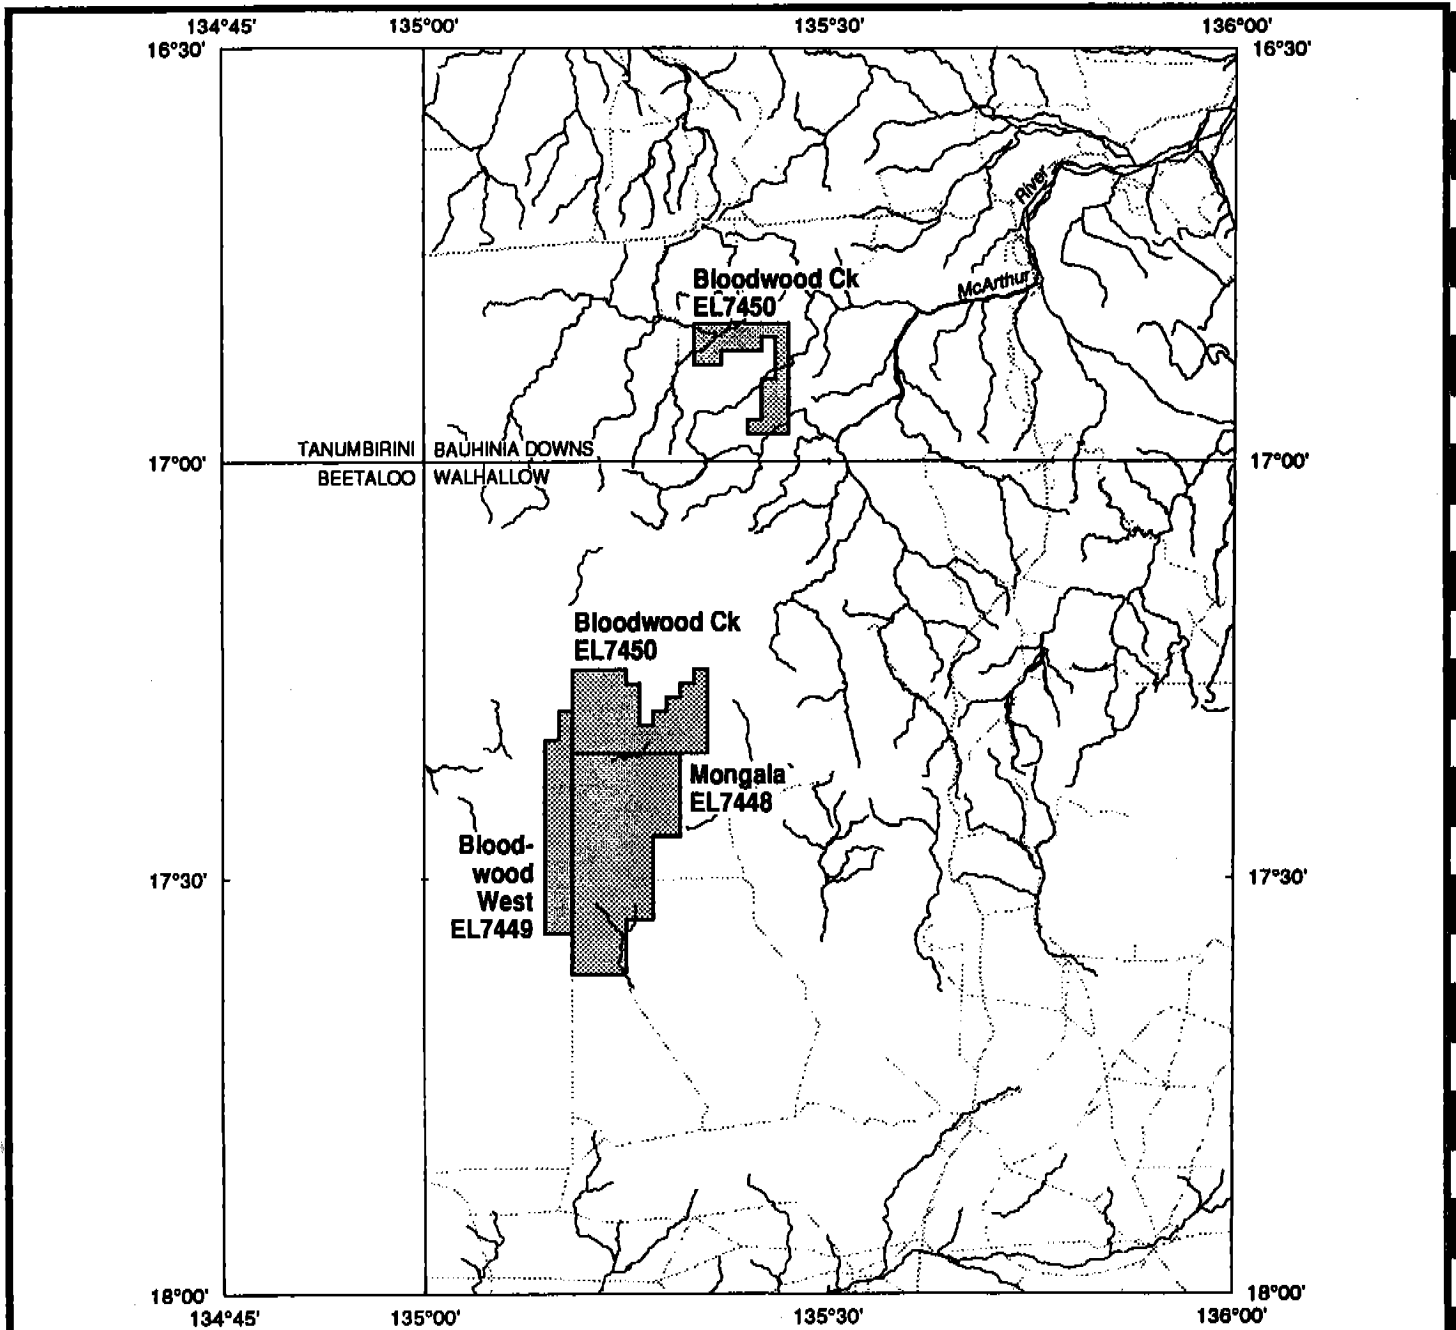 134°45'
135°00'
135°30'
136°00'
16°30'
16°30'
River
McArthur
Bloodwood Ck
EL7450
TANUMBIRINI
BAUHINIA DOWNS
17°00'
17°00'
BEETALOO
WALHALLOW
Bloodwood Ck
EL7450
Mongala
EL7448
Blood-
wood
West
EL7449
17°30'
17°30'
18°00'
18°00'
134°45'
135°00'
135°30'
136°00'